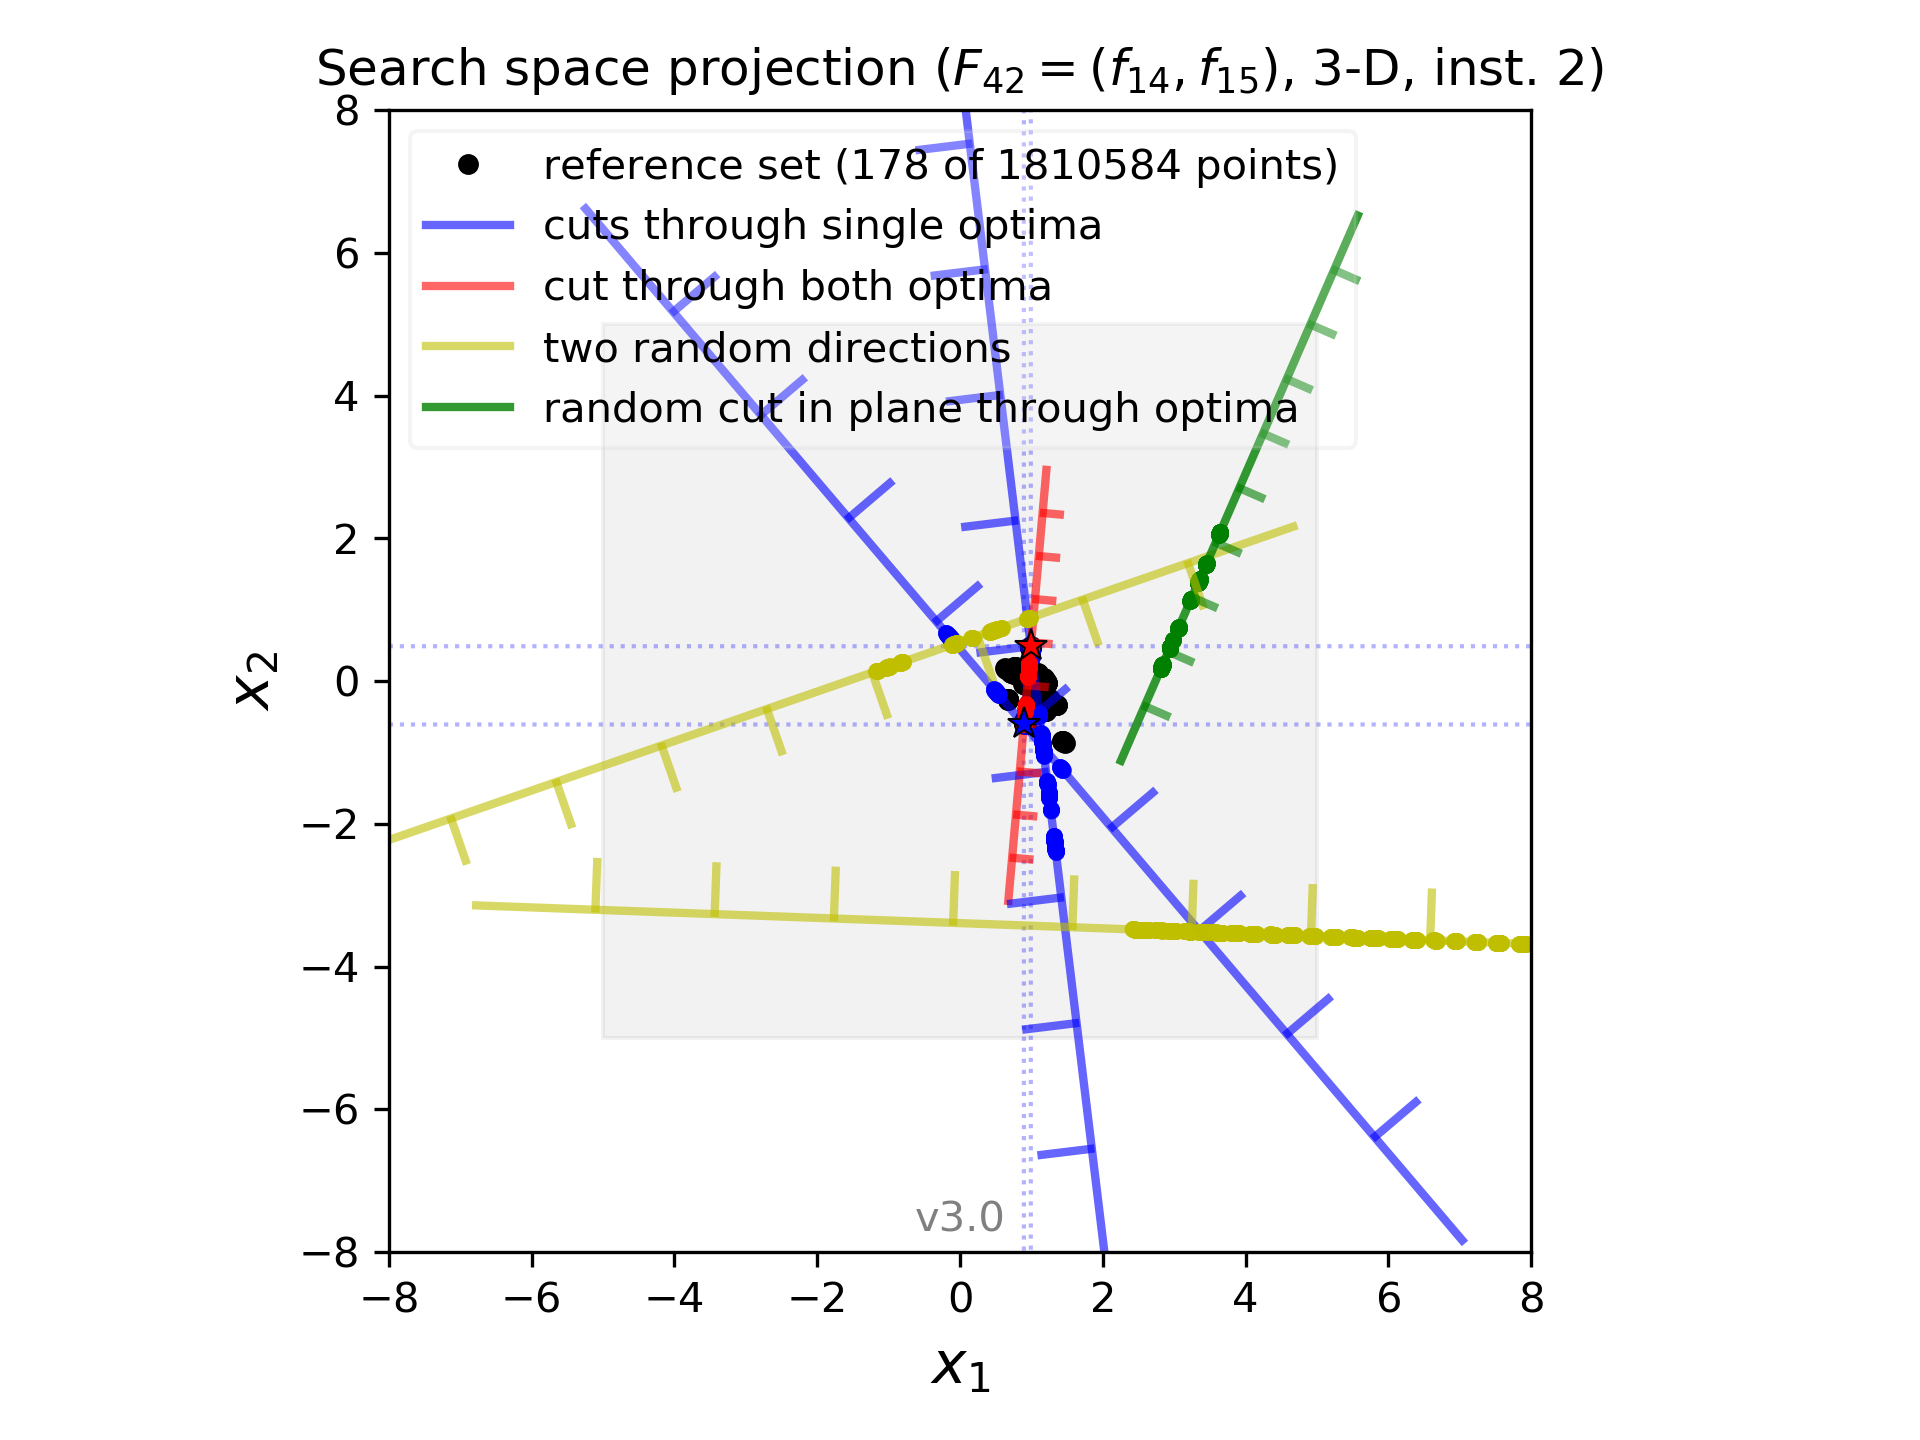 Search space projection (F42 = (f14, f15), 3-D, inst. 2)
reference set (178 of 1810584 points)
cuts through single optima
cut through both optima
two random directions
random cut in plane through optima
8
6
4
2
0
−2
−4
−6
−8
x2
v3.0
−8 −6 −4 −2 0 2 4 6 8
x1